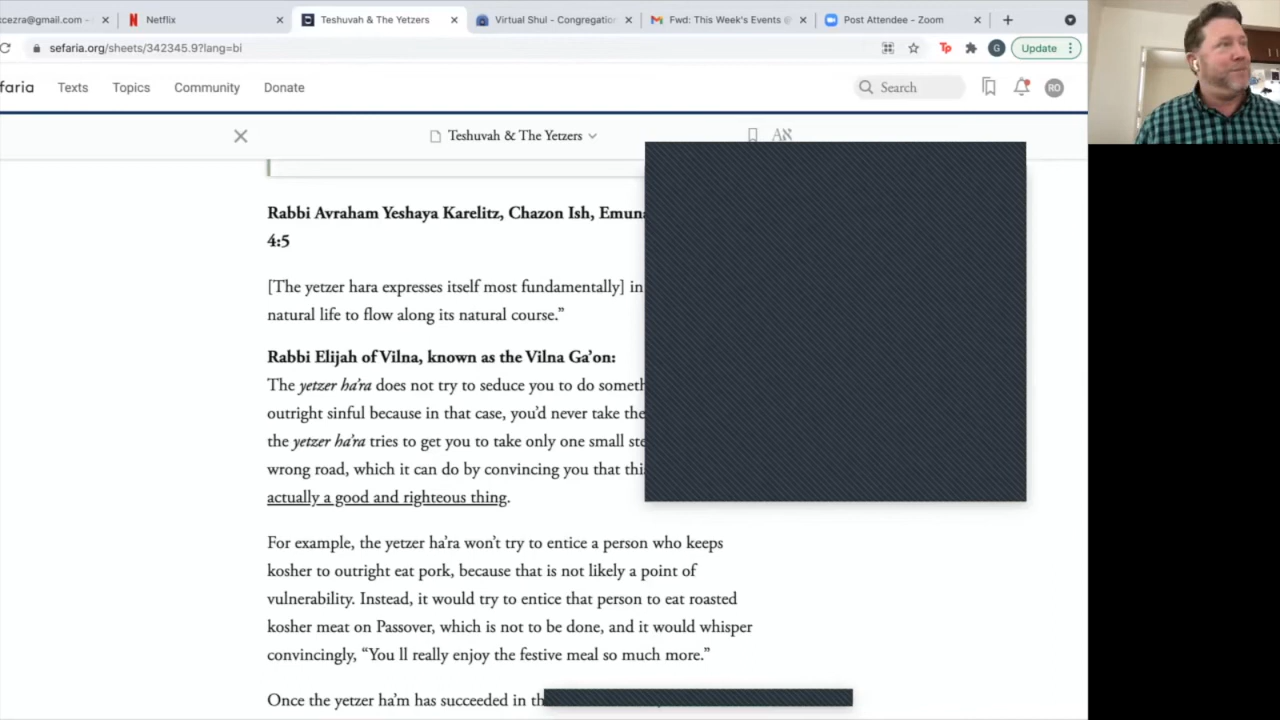 kcezra@gmail.com - Netflix Teshuvah & The Yetzers Virtual Shul - Congregation Fwd: This Week's Events @ Post Attendee - Zoom
sefaria.org/sheets/342345.9?lang=bi Tp G Update
faria Texts Topics Community Donate Search RO
Teshuvah & The Yetzers Aא
Rabbi Avraham Yeshaya Karelitz, Chazon Ish, Emuna
4:5
[The yetzer hara expresses itself most fundamentally] in
natural life to flow along its natural course.”
Rabbi Elijah of Vilna, known as the Vilna Ga’on:
The yetzer ha’ra does not try to seduce you to do someth
outright sinful because in that case, you’d never take the
the yetzer ha’ra tries to get you to take only one small ste
wrong road, which it can do by convincing you that thi
actually a good and righteous thing.
For example, the yetzer ha’ra won’t try to entice a person who keeps
kosher to outright eat pork, because that is not likely a point of
vulnerability. Instead, it would try to entice that person to eat roasted
kosher meat on Passover, which is not to be done, and it would whisper
convincingly, “You ll really enjoy the festive meal so much more.”
Once the yetzer ha’m has succeeded in th